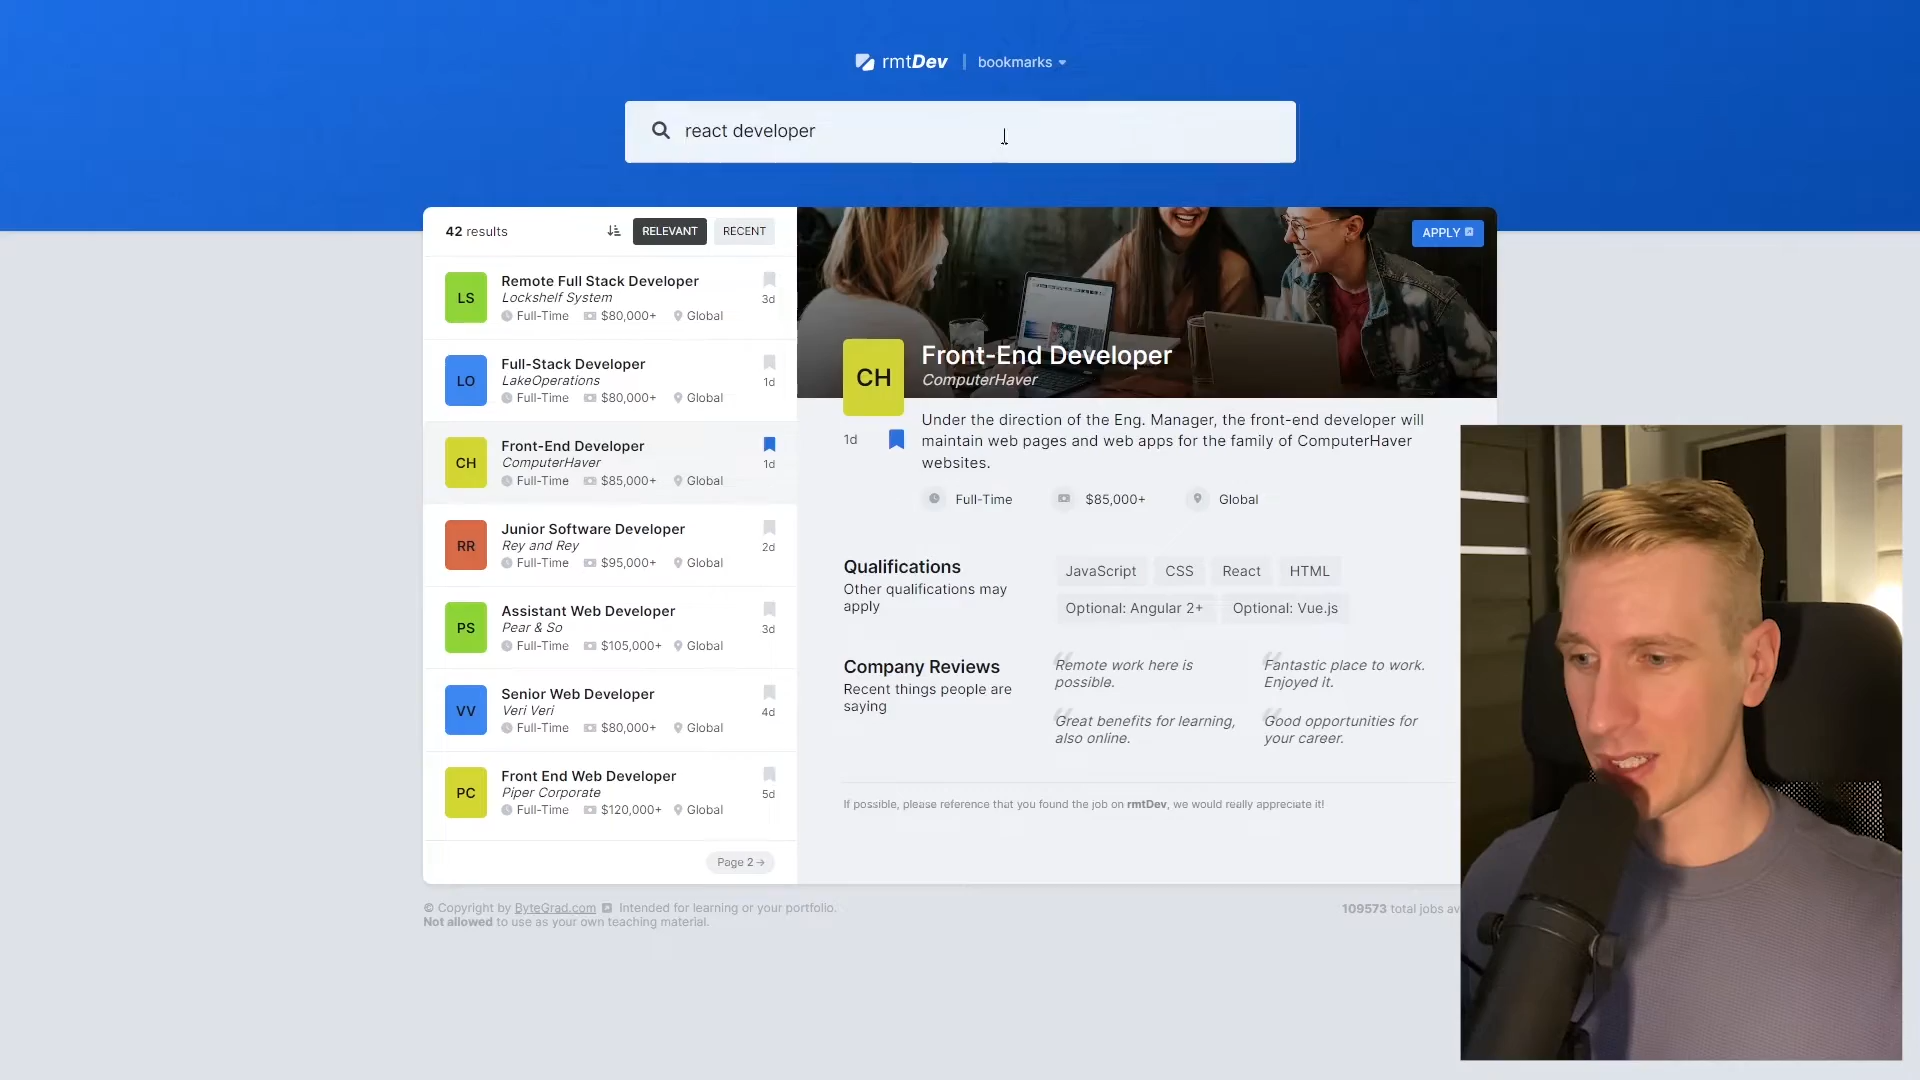 rmtDev | bookmarks
react developer
42 results
RELEVANT
RECENT
LS
Remote Full Stack Developer
Lockshelf System
Full-Time $80,000+ Global
3d
LO
Full-Stack Developer
LakeOperations
Full-Time $80,000+ Global
1d
CH
Front-End Developer
ComputerHaver
Full-Time $85,000+ Global
1d
RR
Junior Software Developer
Rey and Rey
Full-Time $95,000+ Global
2d
PS
Assistant Web Developer
Pear & So
Full-Time $105,000+ Global
3d
VV
Senior Web Developer
Veri Veri
Full-Time $80,000+ Global
4d
PC
Front End Web Developer
Piper Corporate
Full-Time $120,000+ Global
5d
Page 2
APPLY
CH
Front-End Developer
ComputerHaver
1d
Under the direction of the Eng. Manager, the front-end developer will
maintain web pages and web apps for the family of ComputerHaver
websites.
Full-Time $85,000+ Global
Qualifications
Other qualifications may
apply
JavaScript CSS React HTML
Optional: Angular 2+ Optional: Vue.js
Company Reviews
Recent things people are
saying
Remote work here is
possible.
Fantastic place to work.
Enjoyed it.
Great benefits for learning,
also online.
Good opportunities for
your career.
If possible, please reference that you found the job on rmtDev, we would really appreciate it!
© Copyright by ByteGrad.com Intended for learning or your portfolio.
Not allowed to use as your own teaching material.
109573 total jobs av